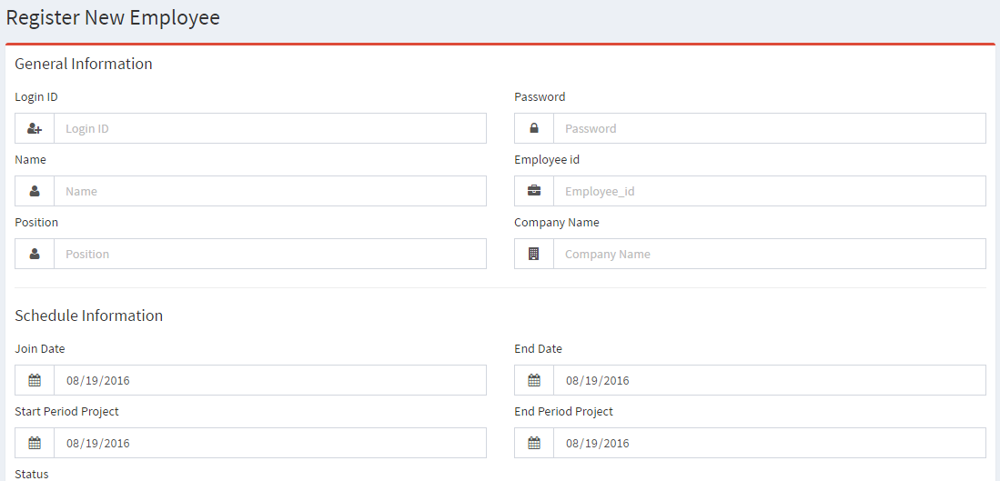 Register New Employee
General Information
Login ID Password
Login ID Password
Name Employee id
Name Employee_id
Position Company Name
Position Company Name
Schedule Information
Join Date End Date
08/19/2016 08/19/2016
Start Period Project End Period Project
08/19/2016 08/19/2016
Status